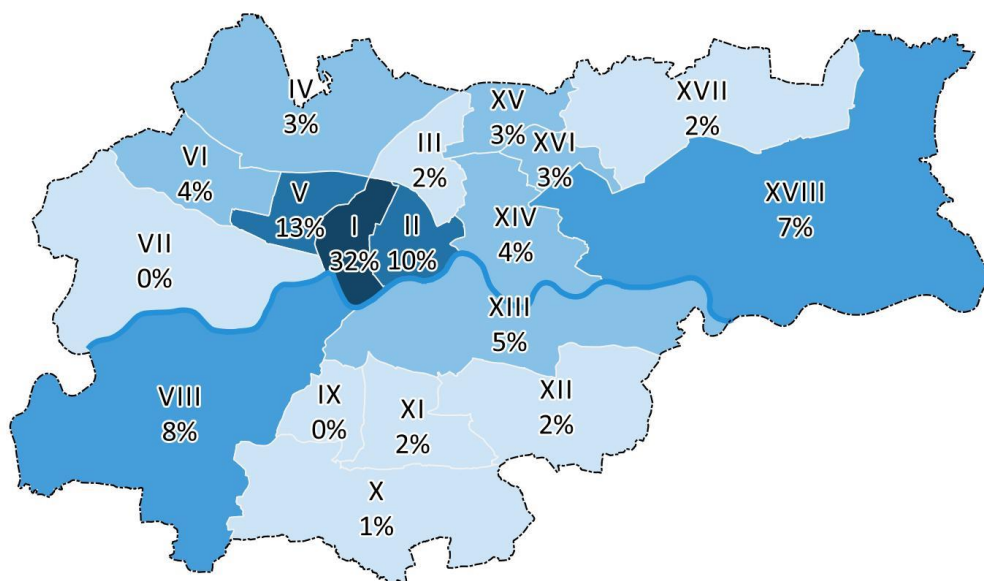 IV
3%
XV
3%
XVII
2%
III
2%
XVI
3%
VI
4%
V
13%
I
32%
II
10%
XIV
4%
XVIII
7%
VII
0%
XIII
5%
VIII
8%
IX
0%
XI
2%
XII
2%
X
1%